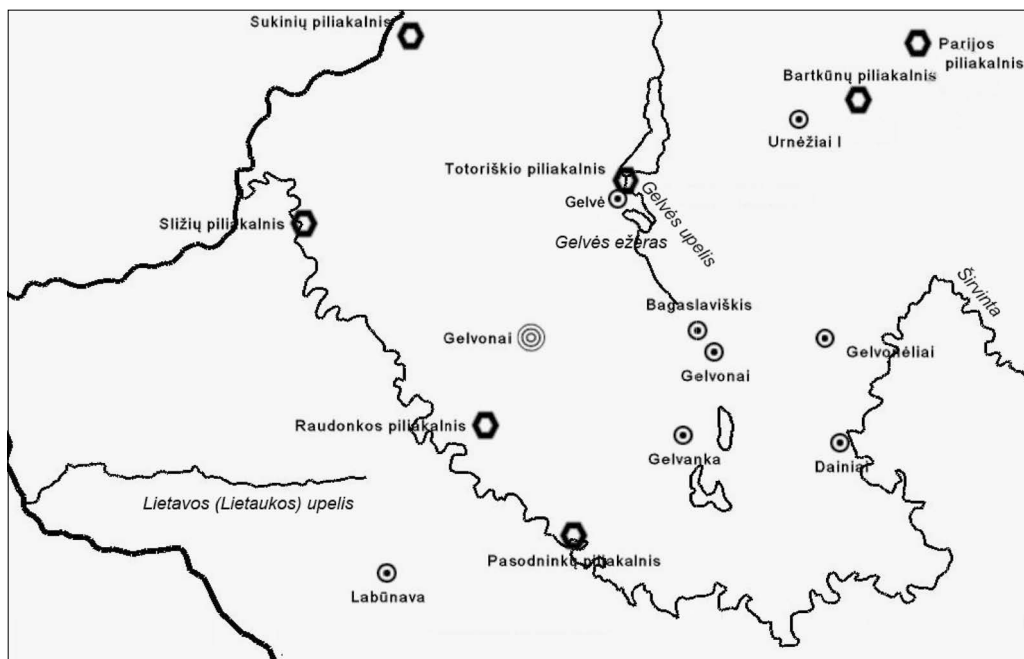 Sukinių piliakalnis
Parijos
piliakalnis
Bartkūnų piliakalnis
Urnėžiai I
Totoriškio piliakalnis
Gelvė
Gelvės upelis
Sližių piliakalnis
Gelvės ežeras
Širvinta
Bagaslaviškis
Gelvonai
Gelvonėliai
Gelvonai
Raudonkos piliakalnis
Gelvanka
Dainiai
Lietavos (Lietaukos) upelis
Pasodninkų piliakalnis
Labūnava